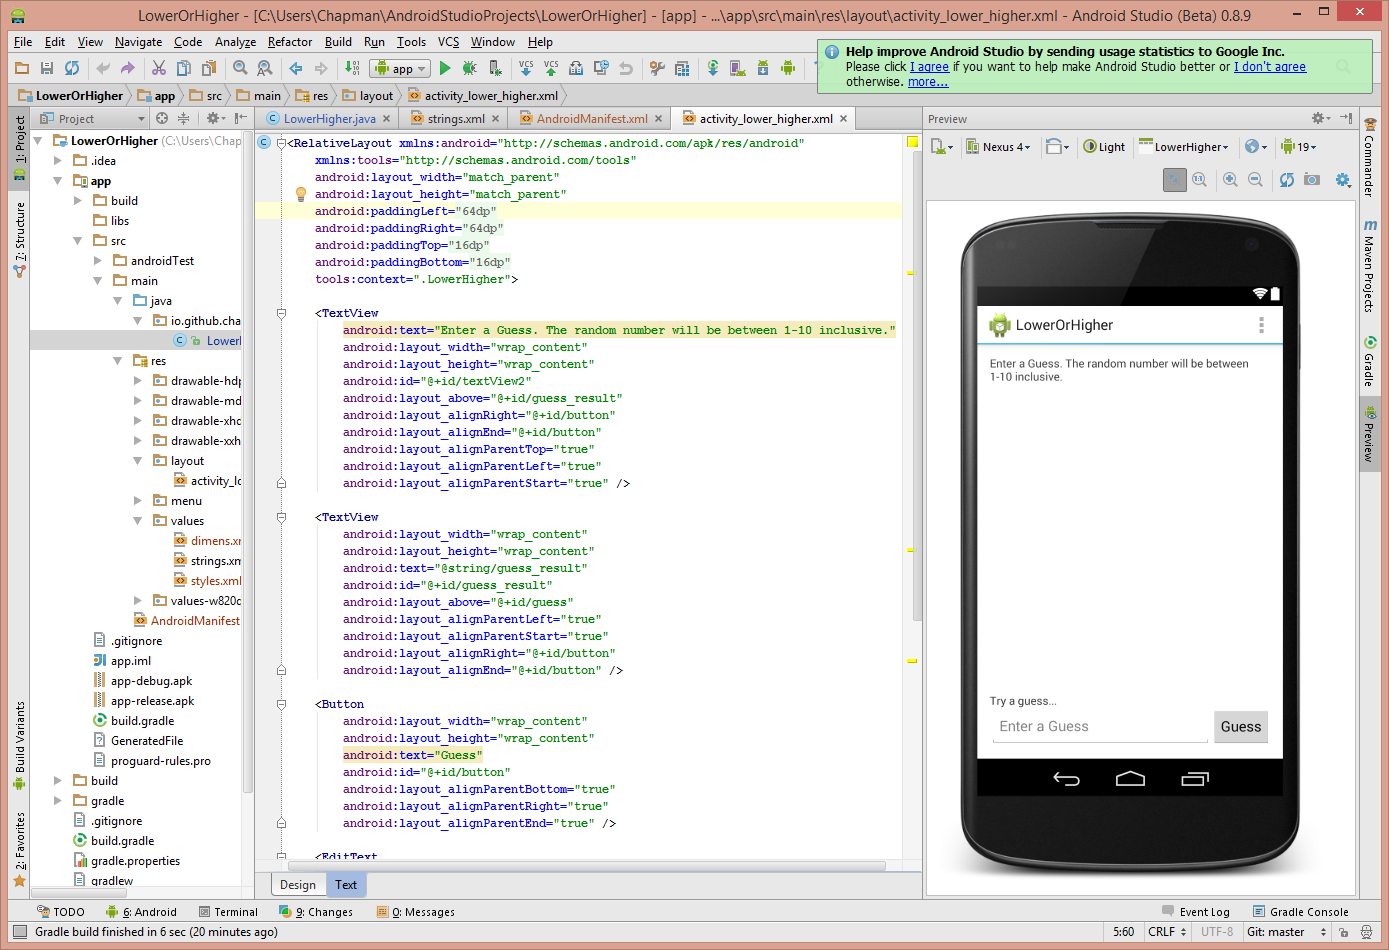 LowerOrHigher - [C:\Users\Chapman\AndroidStudioProjects\LowerOrHigher] - [app] - ...\app\src\main\res\layout\activity_lower_higher.xml - Android Studio (Beta) 0.8.9
File Edit View Navigate Code Analyze Refactor Build Run Tools VCS Window Help
app
VCS VCS
Help improve Android Studio by sending usage statistics to Google Inc.
Please click I agree if you want to help make Android Studio better or I don't agree
otherwise. more...
LowerOrHigher app src main res layout activity_lower_higher.xml
Project
LowerHigher.java strings.xml AndroidManifest.xml activity_lower_higher.xml
Preview
1: Project
7: Structure
Build Variants
2: Favorites
LowerOrHigher (C:\Users\Chap
.idea
app
build
libs
src
androidTest
main
java
io.github.cha
Lowerl
res
drawable-hdp
drawable-md
drawable-xhd
drawable-xxh
layout
activity_lo
menu
values
dimens.xr
strings.xm
styles.xml
values-w820d
AndroidManifest
.gitignore
app.iml
app-debug.apk
app-release.apk
build.gradle
GeneratedFile
proguard-rules.pro
build
gradle
.gitignore
build.gradle
gradle.properties
gradlew
<RelativeLayout xmlns:android="http://schemas.android.com/apk/res/android"
xmlns:tools="http://schemas.android.com/tools"
android:layout_width="match_parent"
android:layout_height="match_parent"
android:paddingLeft="64dp"
android:paddingRight="64dp"
android:paddingTop="16dp"
android:paddingBottom="16dp"
tools:context=".LowerHigher">
<TextView
android:text="Enter a Guess. The random number will be between 1-10 inclusive."
android:layout_width="wrap_content"
android:layout_height="wrap_content"
android:id="@+id/textView2"
android:layout_above="@+id/guess_result"
android:layout_alignRight="@+id/button"
android:layout_alignEnd="@+id/button"
android:layout_alignParentTop="true"
android:layout_alignParentLeft="true"
android:layout_alignParentStart="true" />
<TextView
android:layout_width="wrap_content"
android:layout_height="wrap_content"
android:text="@string/guess_result"
android:id="@+id/guess_result"
android:layout_above="@+id/guess"
android:layout_alignParentLeft="true"
android:layout_alignParentStart="true"
android:layout_alignRight="@+id/button"
android:layout_alignEnd="@+id/button" />
<Button
android:layout_width="wrap_content"
android:layout_height="wrap_content"
android:text="Guess"
android:id="@+id/button"
android:layout_alignParentBottom="true"
android:layout_alignParentRight="true"
android:layout_alignParentEnd="true" />
<EditText
Design Text
Nexus 4 Light LowerHigher 19
LowerOrHigher
Enter a Guess. The random number will be between
1-10 inclusive.
Try a guess...
Enter a Guess Guess
Commander
Maven Projects
Gradle
Preview
TODO 6: Android Terminal 9: Changes 0: Messages Event Log Gradle Console
Gradle build finished in 6 sec (20 minutes ago) 5:60 CRLF UTF-8 Git: master